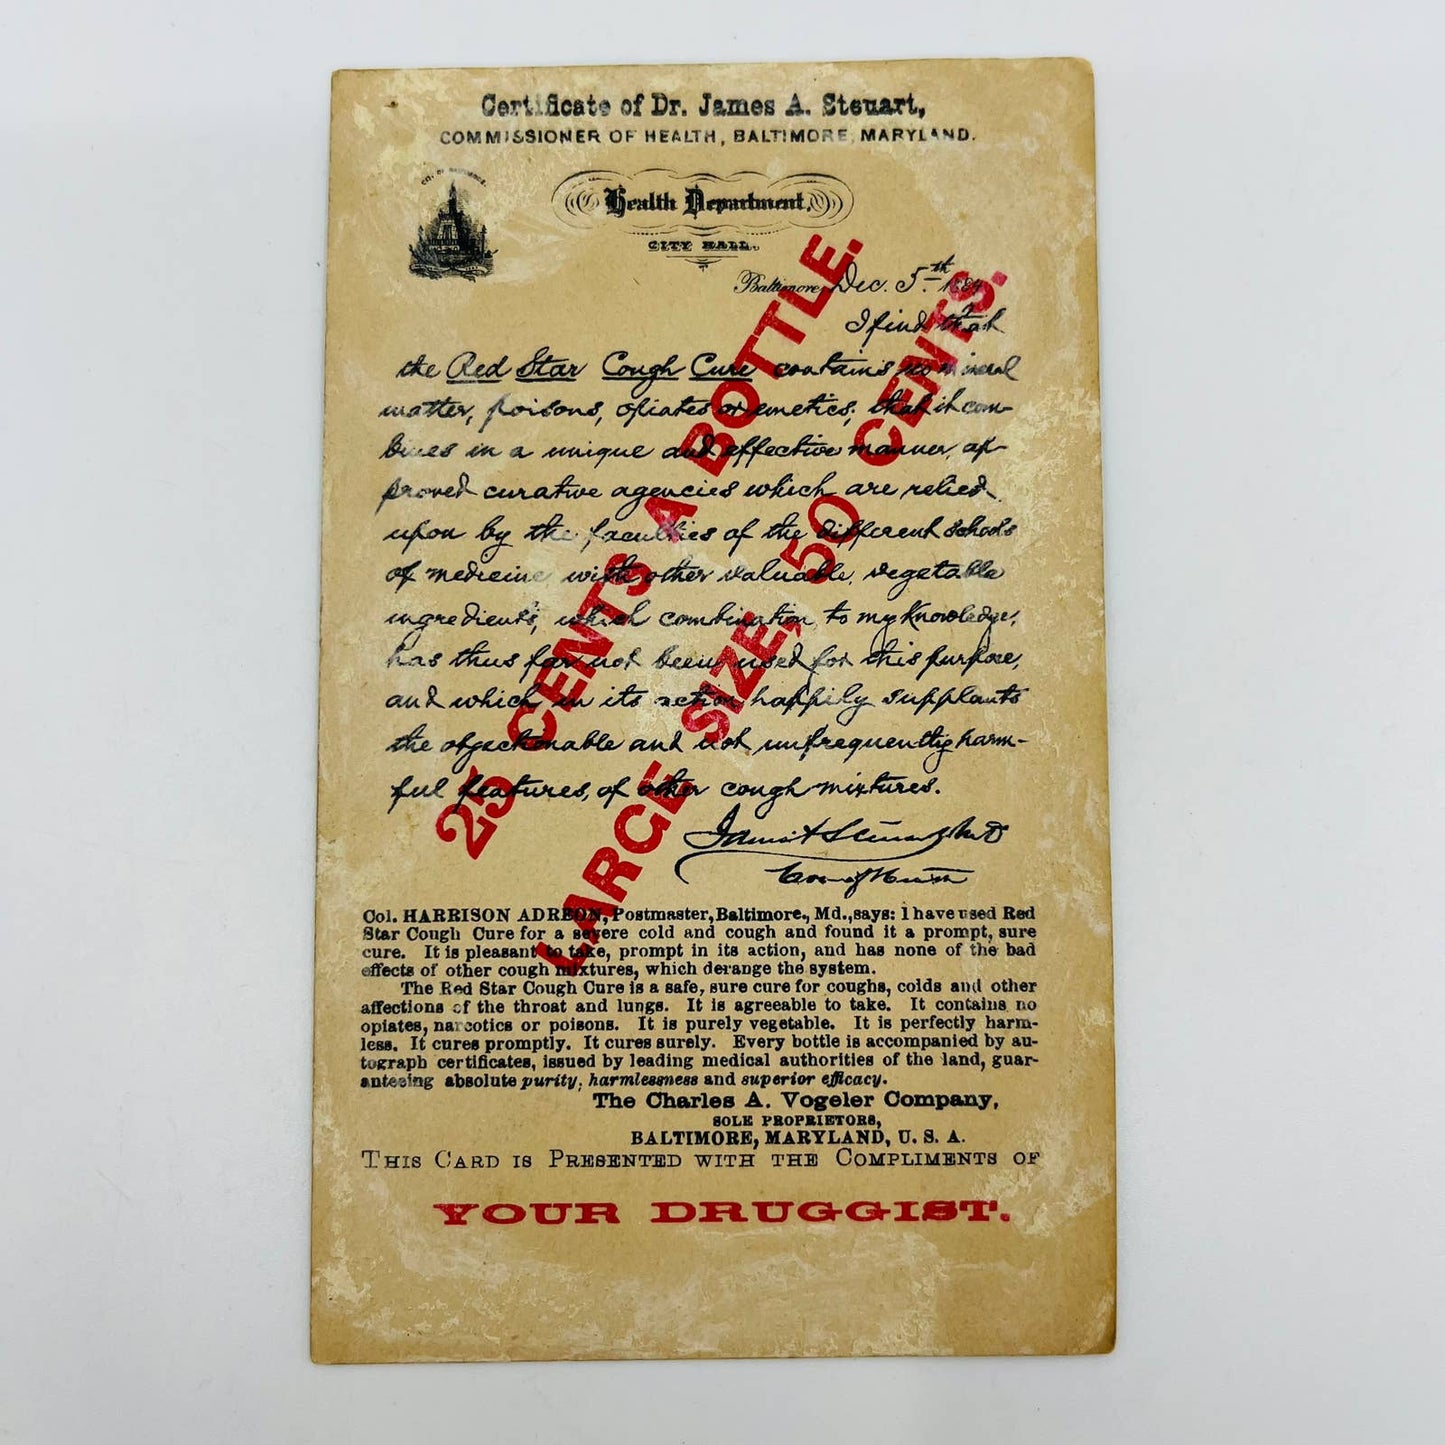 Certificate of Dr. James A. Steuart,
COMMISSIONER OF HEALTH, BALTIMORE, MARYLAND.
Health Department.
CITY HALL.
Baltimore, Dec. 5th 1884
I find that
the Red Star Cough Cure contains no mineral
matter, poisons, opiates or emetics; that it com-
bines in a unique and effective manner, ap-
proved curative agencies which are relied
upon by the faculties of the different schools
of medicine with other valuable, vegetable
ingredients, which combination, to my knowledge,
has thus far not been used for this purpose,
and which in its action happily supplants
the objectionable and not unfrequently harm-
ful features, of other cough mixtures.
James A Steuart MD
Com of Health
25 CENTS A BOTTLE.
LARGE SIZE, 50 CENTS.
Col. HARRISON ADREON, Postmaster, Baltimore., Md., says: I have used Red
Star Cough Cure for a severe cold and cough and found it a prompt, sure
cure. It is pleasant to take, prompt in its action, and has none of the bad
effects of other cough mixtures, which derange the system.
The Red Star Cough Cure is a safe, sure cure for coughs, colds and other
affections of the throat and lungs. It is agreeable to take. It contains no
opiates, narcotics or poisons. It is purely vegetable. It is perfectly harm-
less. It cures promptly. It cures surely. Every bottle is accompanied by au-
tograph certificates, issued by leading medical authorities of the land, guar-
anteeing absolute purity, harmlessness and superior efficacy.
The Charles A. Vogeler Company,
SOLE PROPRIETORS,
BALTIMORE, MARYLAND, U. S. A.
THIS CARD IS PRESENTED WITH THE COMPLIMENTS OF
YOUR DRUGGIST.